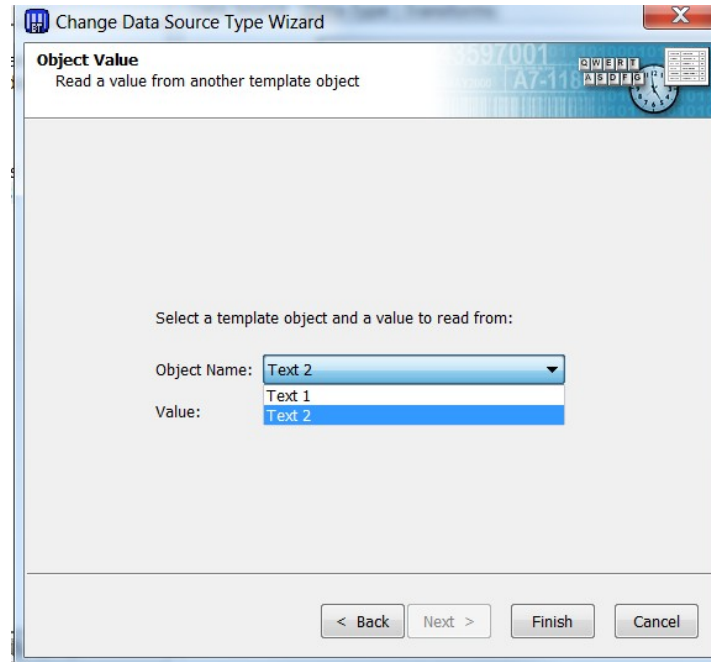 BT Change Data Source Type Wizard
X
Object Value
Read a value from another template object
Q W E R T
A S D F G
Select a template object and a value to read from:
Object Name: Text 2
Text 1
Value:
Text 2
< Back Next > Finish Cancel